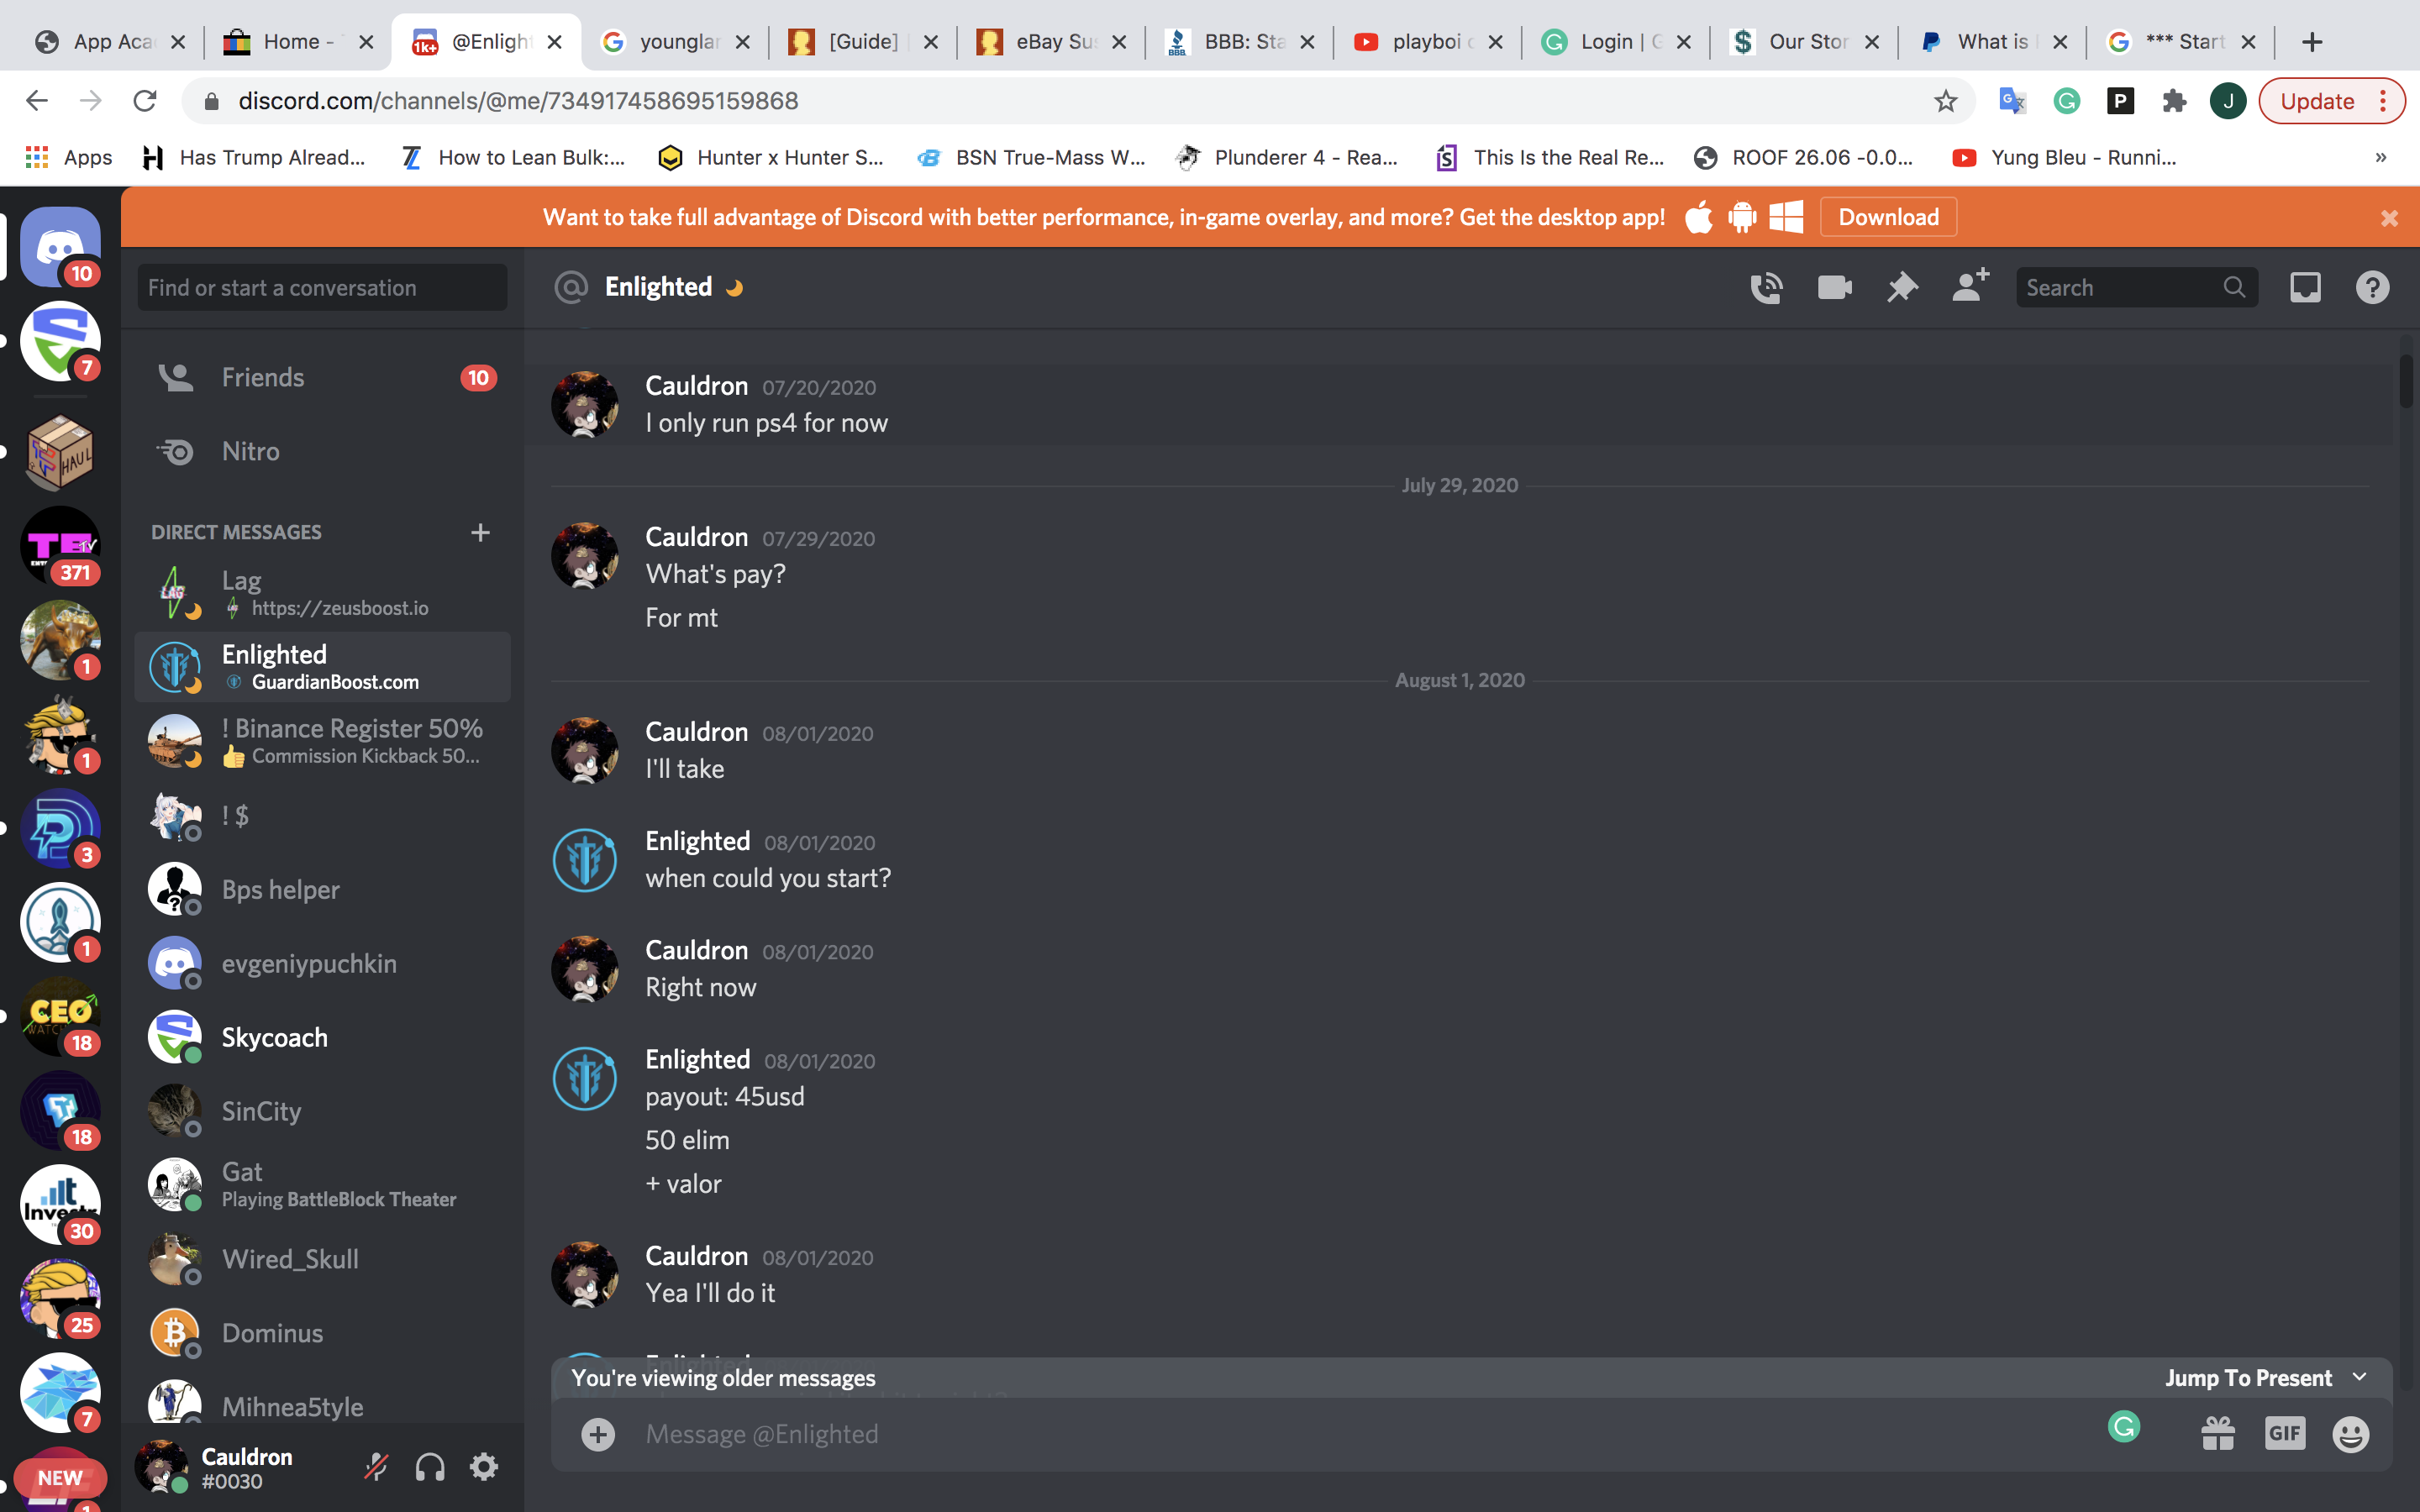 App Aca
Home -
1k+
@Enligh
younglar
[Guide]
eBay Su
BBB: Sta
playboi
Login |
Our Stor
What is
*** Start
discord.com/channels/@me/734917458695159868
P
J
Update
Apps
Has Trump Alread...
How to Lean Bulk:...
Hunter x Hunter S...
BSN True-Mass W...
Plunderer 4 - Rea...
This Is the Real Re...
ROOF 26.06 -0.0...
Yung Bleu - Runni...
»
Want to take full advantage of Discord with better performance, in-game overlay, and more? Get the desktop app!
Download
10
7
HAUL
371
1
1
3
1
CEO
WATCH
18
18
Investr
30
25
7
NEW
1
Find or start a conversation
Friends
10
Nitro
DIRECT MESSAGES
Lag
https://zeusboost.io
Enlighted
GuardianBoost.com
! Binance Register 50%
Commission Kickback 50...
! $
Bps helper
evgeniypuchkin
Skycoach
SinCity
Gat
Playing BattleBlock Theater
Wired_Skull
Dominus
Mihnea5tyle
Cauldron
#0030
Enlighted
Search
Cauldron 07/20/2020
I only run ps4 for now
July 29, 2020
Cauldron 07/29/2020
What's pay?
For mt
August 1, 2020
Cauldron 08/01/2020
I'll take
Enlighted 08/01/2020
when could you start?
Cauldron 08/01/2020
Right now
Enlighted 08/01/2020
payout: 45usd
50 elim
+ valor
Cauldron 08/01/2020
Yea I'll do it
Enlighted
You're viewing older messages
Jump To Present
Message @Enlighted
GIF